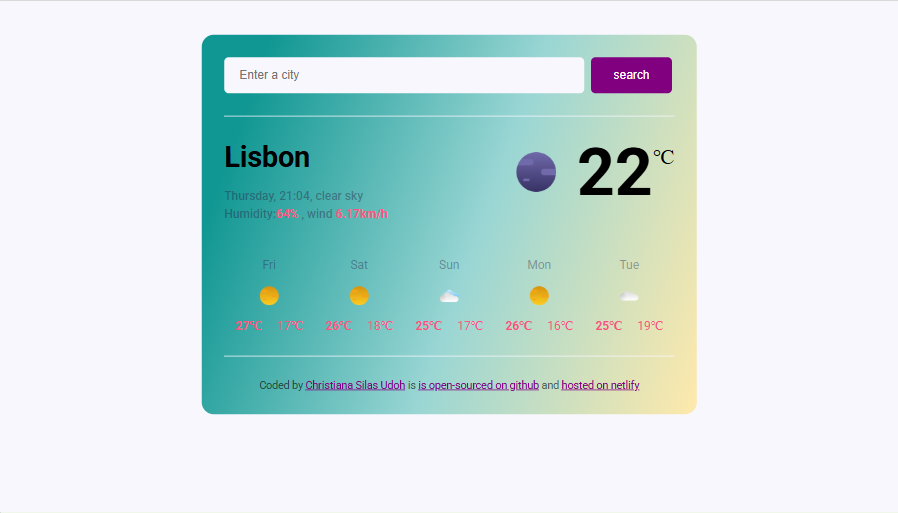 Enter a city
search
Lisbon
22 °C
Thursday, 21:04, clear sky
Humidity:64% , wind 6.17km/h
Fri Sat Sun Mon Tue
27°C 17°C 26°C 18°C 25°C 17°C 26°C 16°C 25°C 19°C
Coded by Christiana Silas Udoh is is open-sourced on github and hosted on netlify